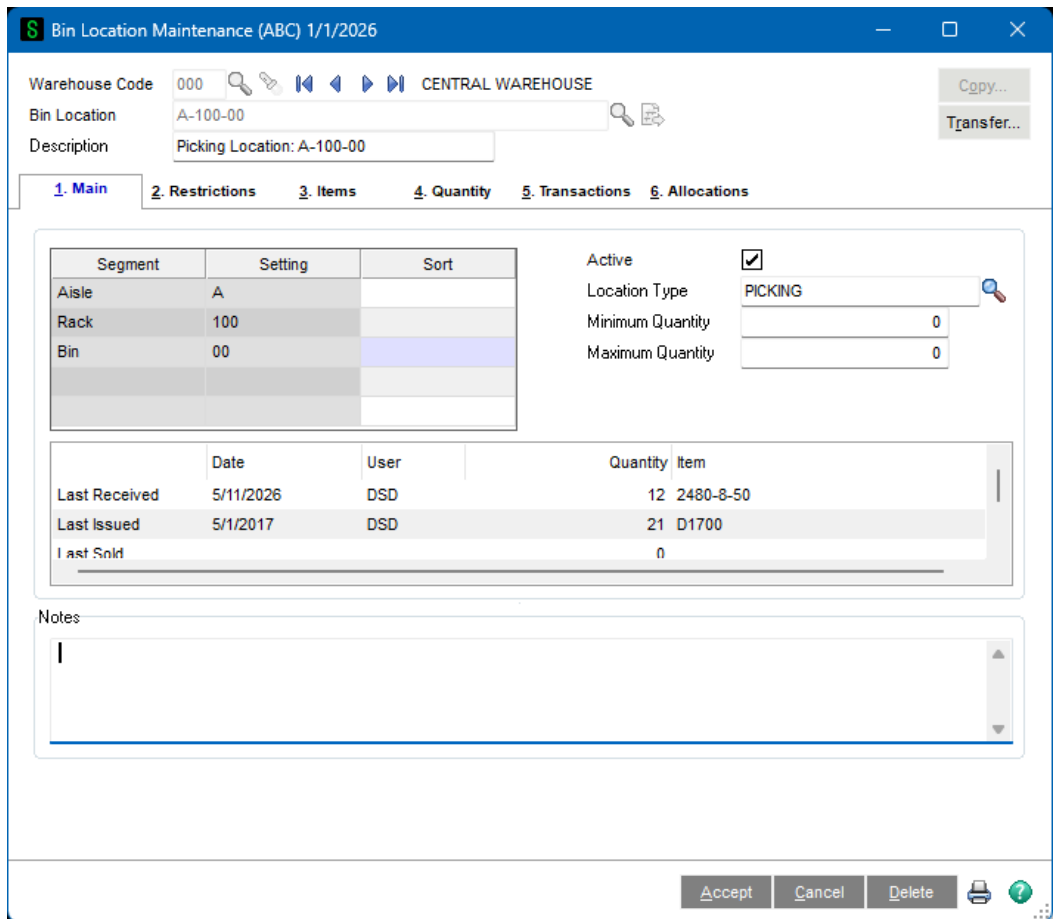 S Bin Location Maintenance (ABC) 1/1/2026
Warehouse Code 000 CENTRAL WAREHOUSE Copy...
Bin Location A-100-00 Transfer...
Description Picking Location: A-100-00
1. Main 2. Restrictions 3. Items 4. Quantity 5. Transactions 6. Allocations
Segment Setting Sort
Aisle A
Rack 100
Bin 00
Active
Location Type PICKING
Minimum Quantity 0
Maximum Quantity 0
Date User Quantity Item
Last Received 5/11/2026 DSD 12 2480-8-50
Last Issued 5/1/2017 DSD 21 D1700
Last Sold 0
Notes
Accept Cancel Delete ?